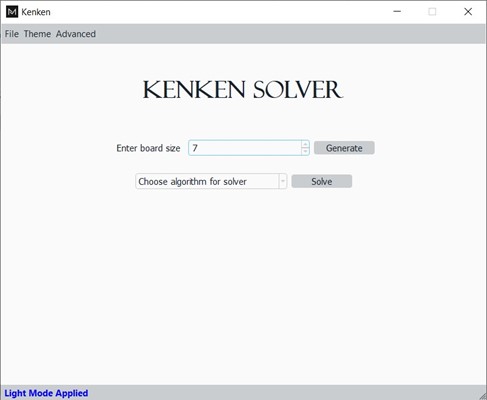 Kenken
File Theme Advanced
KENKEN SOLVER
Enter board size 7 Generate
Choose algorithm for solver Solve
Light Mode Applied